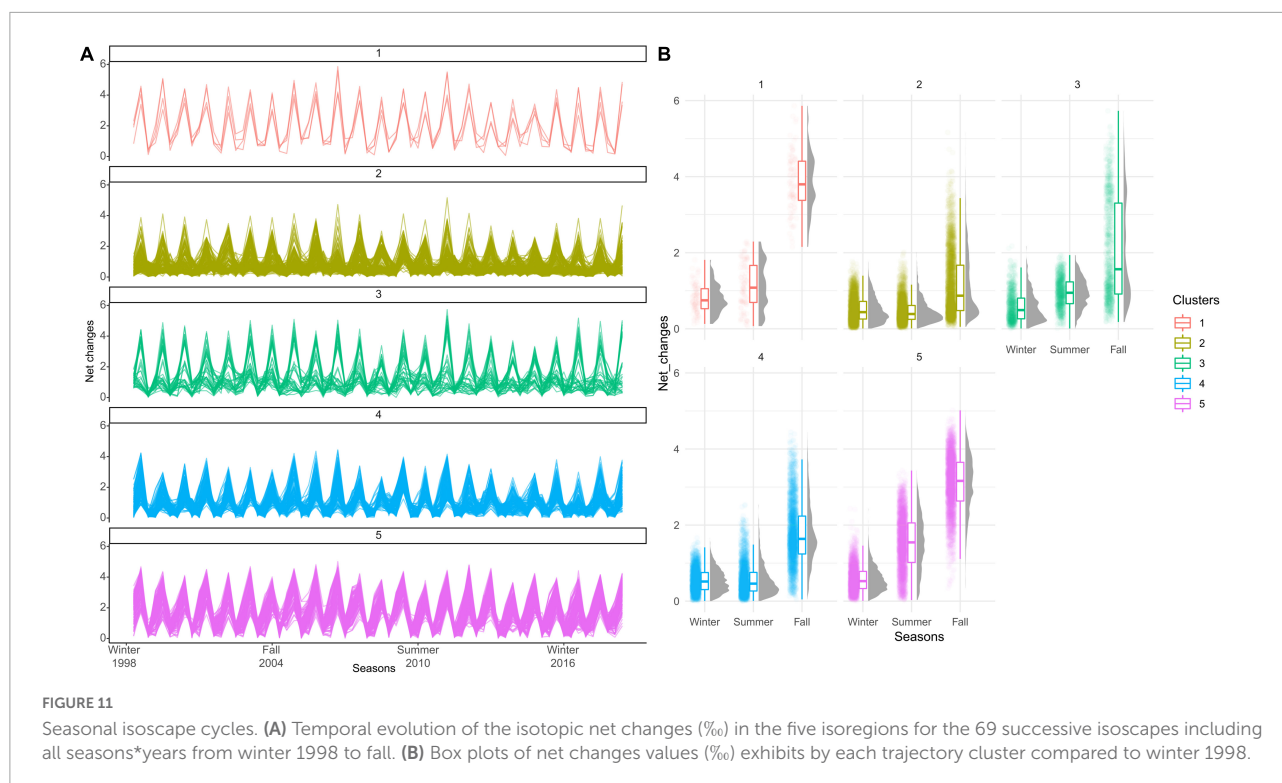 A
1
6
4
2
0
2
6
4
2
0
3
6
4
2
0
4
6
4
2
0
5
6
4
2
0
Net changes
Winter 1998
Fall 2004
Summer 2010
Winter 2016
Seasons
B
1 2 3
6
4
2
0
Winter Summer Fall
4 5
6
4
2
0
Winter Summer Fall Winter Summer Fall
Net_changes
Seasons
Clusters
1
2
3
4
5
FIGURE 11
Seasonal isoscape cycles. (A) Temporal evolution of the isotopic net changes (‰) in the five isoregions for the 69 successive isoscapes including
all seasons*years from winter 1998 to fall. (B) Box plots of net changes values (‰) exhibits by each trajectory cluster compared to winter 1998.